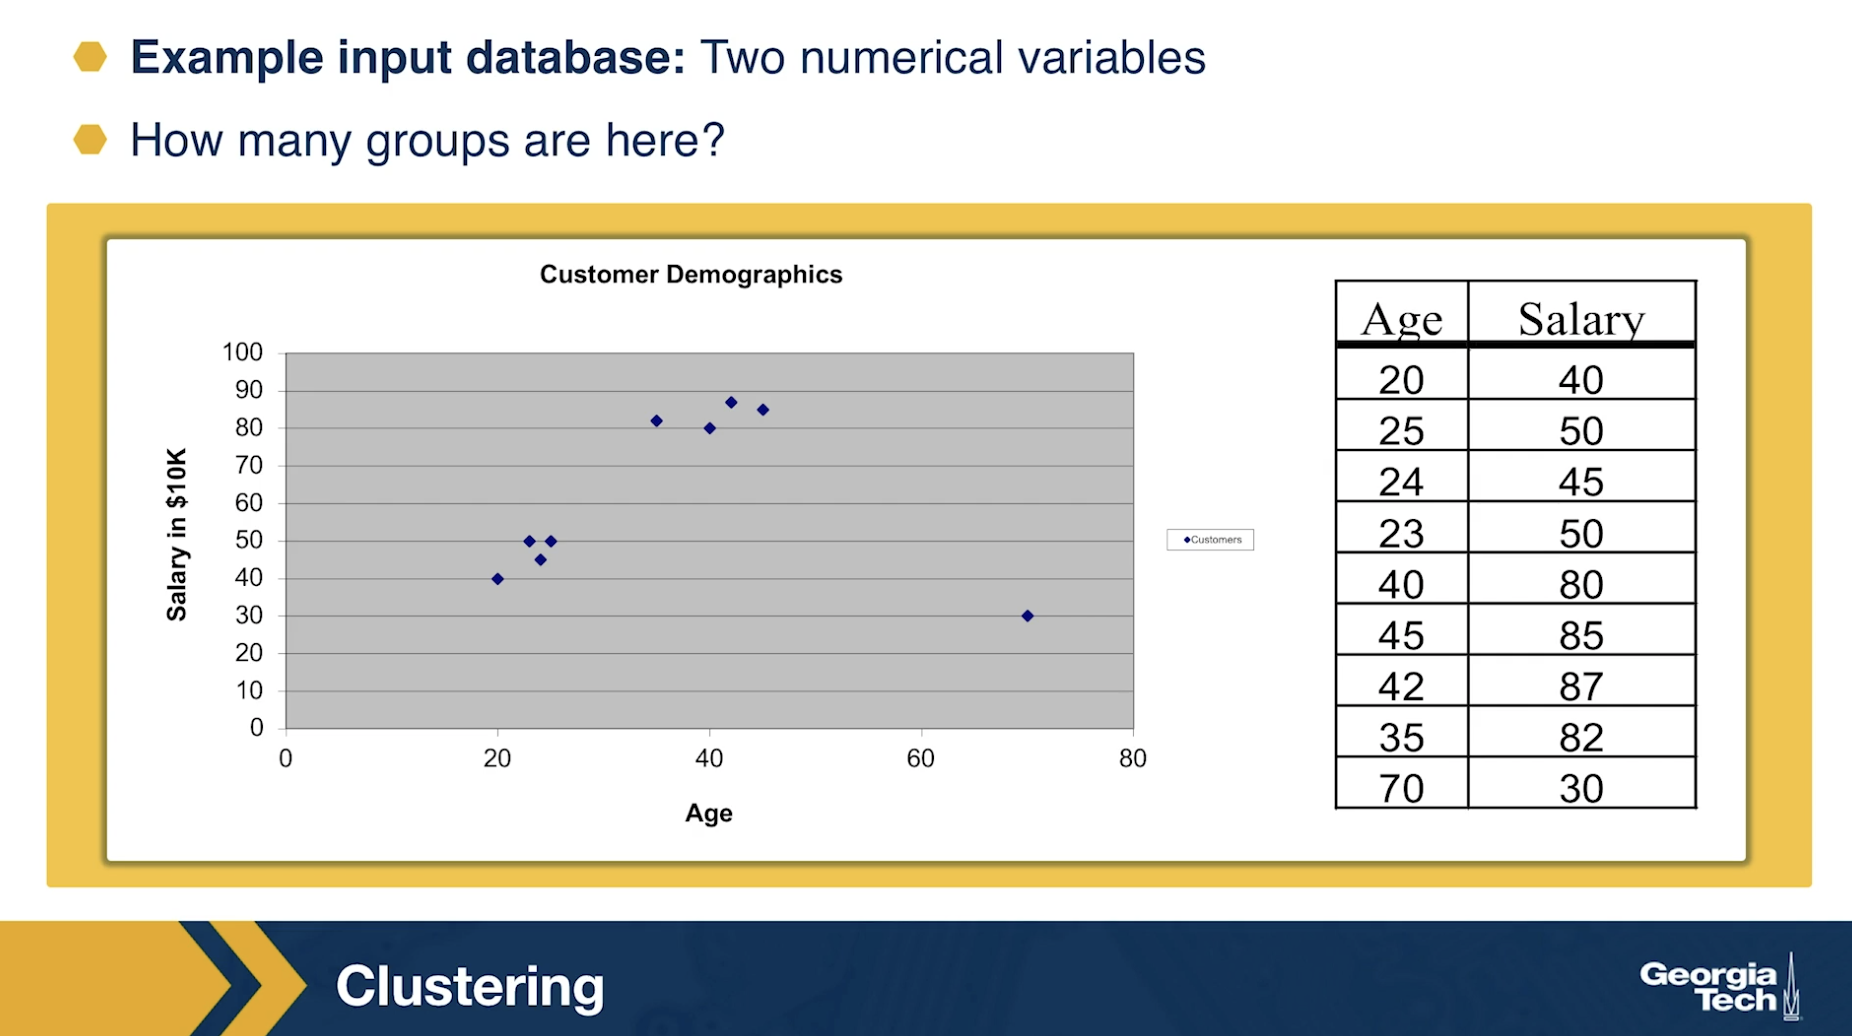 Example input database: Two numerical variables
How many groups are here?
Customer Demographics
100
90
80
70
60
50
40
30
20
10
0
Salary in $10K
0 20 40 60 80
Age
Customers
Age Salary
20 40
25 50
24 45
23 50
40 80
45 85
42 87
35 82
70 30
Clustering
Georgia
Tech